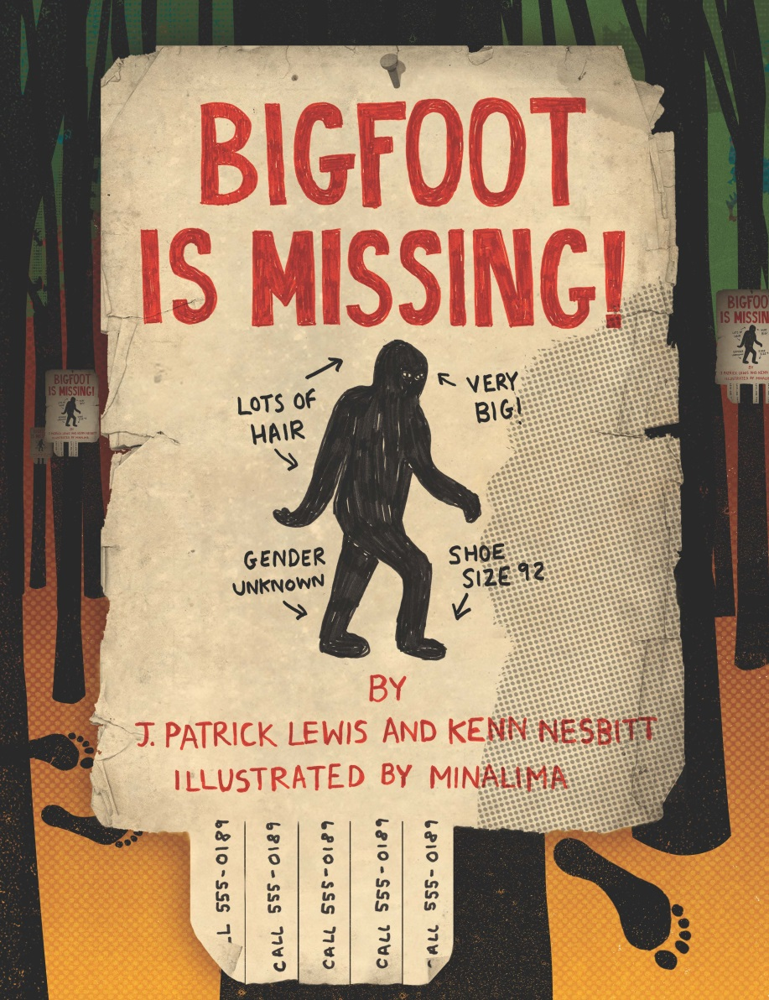 BIGFOOT
IS MISSING!
LOTS OF
HAIR
VERY
BIG!
GENDER
UNKNOWN
SHOE
SIZE 92
BY
J. PATRICK LEWIS AND KENN NESBITT
ILLUSTRATED BY MINALIMA
LL 555-0189
CALL 555-0189
CALL 555-0189
CALL 555-0189
ALL 555-0189
BIGFOOT
IS MISSING!
BIGFOOT
IS MISSIN